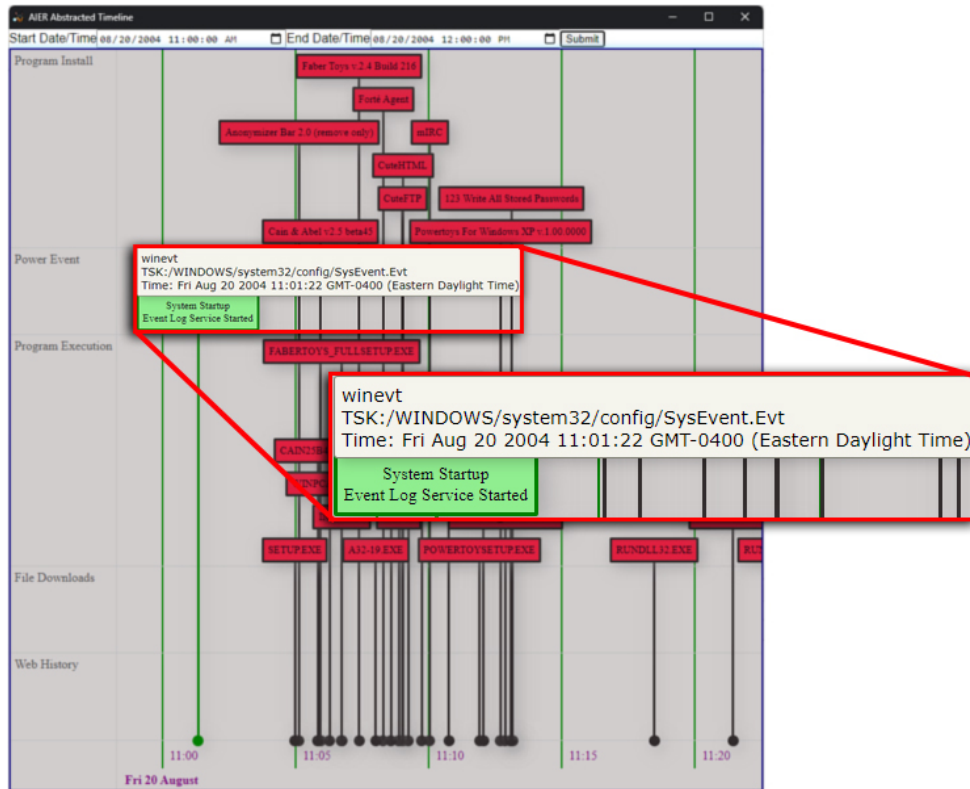 AIER Abstracted Timeline
Start Date/Time 08/20/2004 11:00:00 AM End Date/Time 08/20/2004 12:00:00 PM Submit
Program Install
Faber Toys v.2.4 Build 216
Forté Agent
Anonymizer Bar 2.0 (remove only) mIRC
CuteHTML
CuteFTP 123 Write All Stored Passwords
Cain & Abel v2.5 beta45 Powertoys For Windows XP v.1.00.0000
Power Event
winevt
TSK:/WINDOWS/system32/config/SysEvent.Evt
Time: Fri Aug 20 2004 11:01:22 GMT-0400 (Eastern Daylight Time)
System Startup
Event Log Service Started
Program Execution
FABERTOYS_FULLSETUP.EXE
winevt
TSK:/WINDOWS/system32/config/SysEvent.Evt
Time: Fri Aug 20 2004 11:01:22 GMT-0400 (Eastern Daylight Time)
System Startup
Event Log Service Started
SETUP.EXE A32-19.EXE POWERTOYSETUP.EXE RUNDLL32.EXE
File Downloads
Web History
11:00 11:05 11:10 11:15 11:20
Fri 20 August